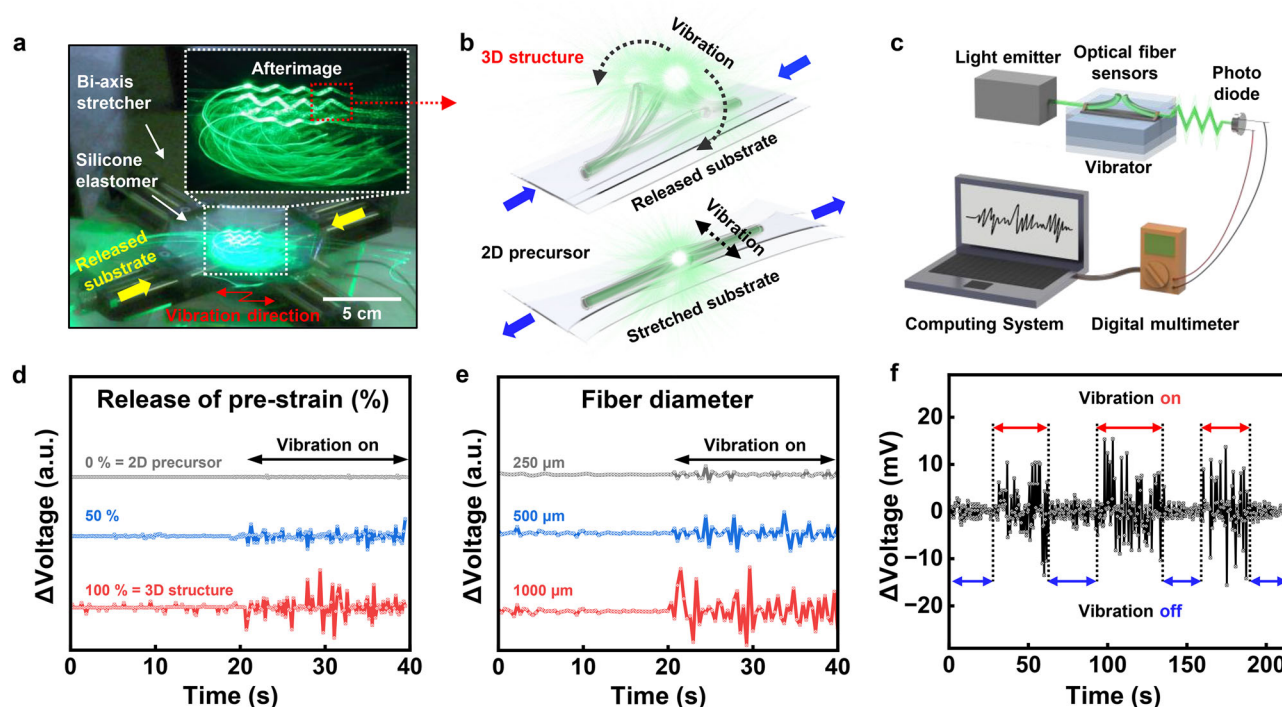 a
Bi-axis
stretcher
Silicone
elastomer
Afterimage
Released
substrate
Vibration direction
5 cm
b
3D structure
Vibration
Released substrate
2D precursor
Vibration
Stretched substrate
c
Light emitter
Optical fiber
sensors
Photo
diode
Vibrator
Computing System
Digital multimeter
d
Release of pre-strain (%)
Vibration on
0 % = 2D precursor
50 %
100 % = 3D structure
ΔVoltage (a.u.)
0 10 20 30 40
Time (s)
e
Fiber diameter
Vibration on
250 µm
500 µm
1000 µm
ΔVoltage (a.u.)
0 10 20 30 40
Time (s)
f
Vibration on
Vibration off
ΔVoltage (mV)
20
10
0
−10
−20
0 50 100 150 200
Time (s)